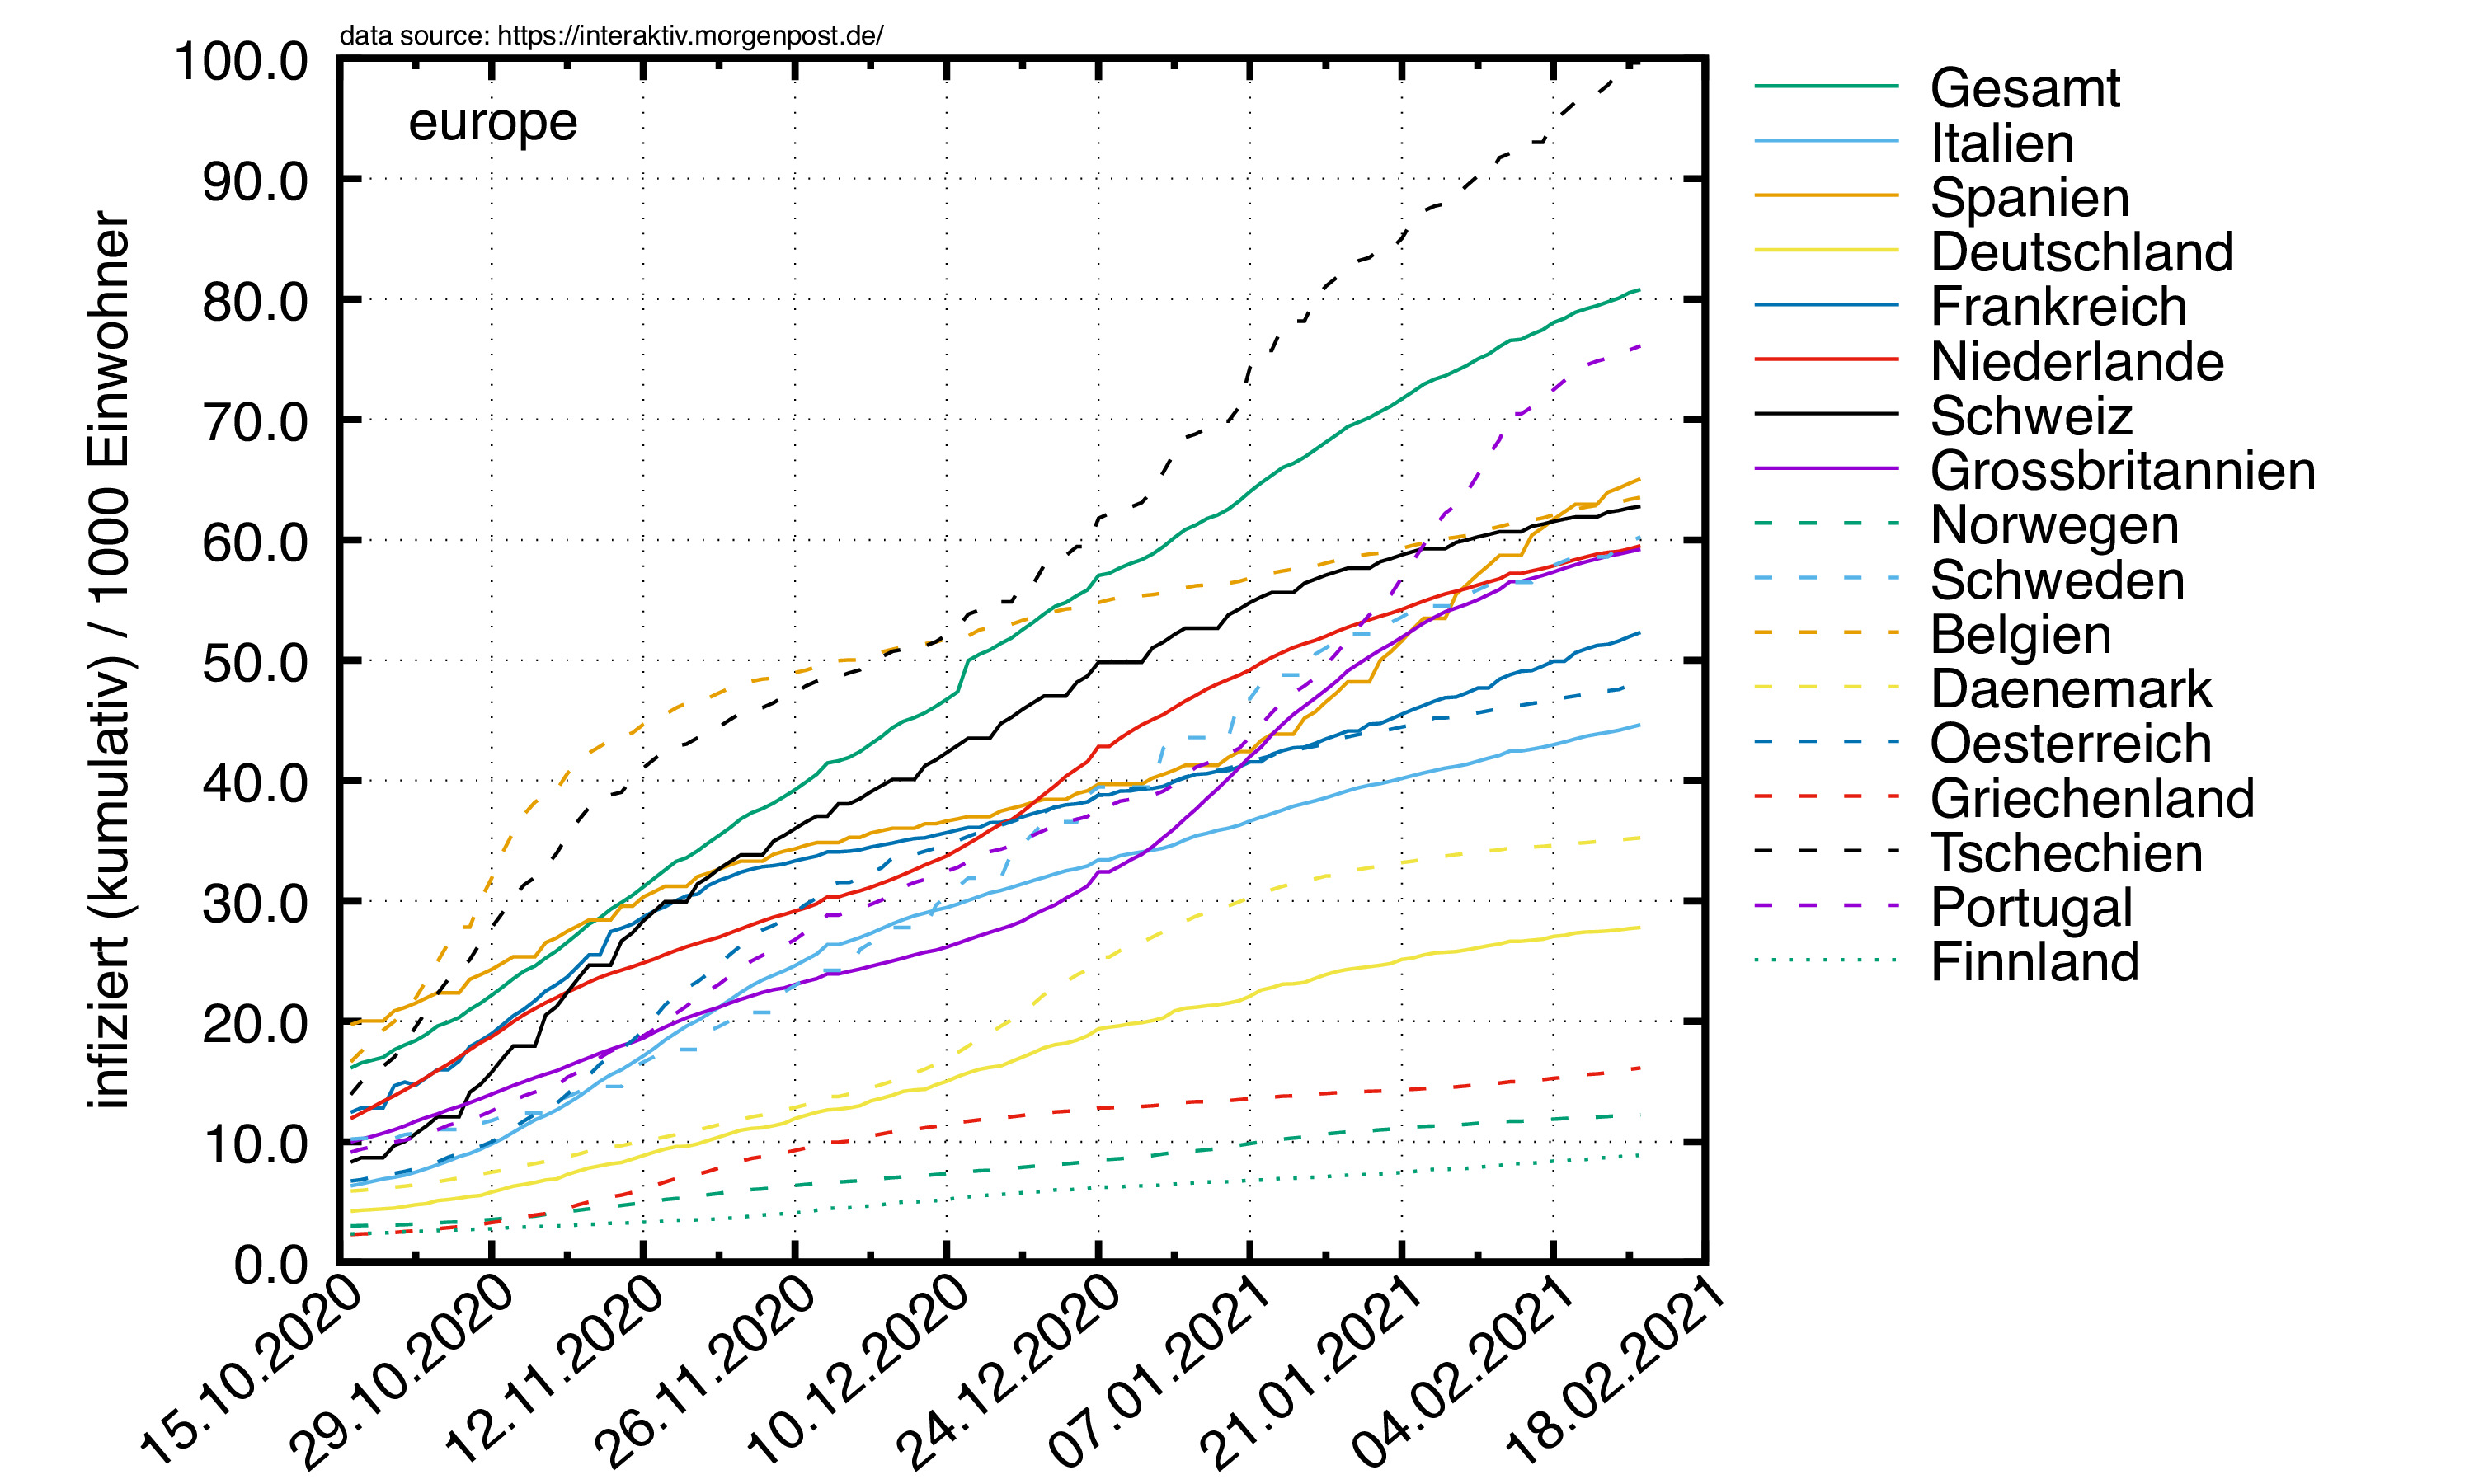 data source: https://interaktiv.morgenpost.de/
europe
infiziert (kumulativ) / 1000 Einwohner
100.0
90.0
80.0
70.0
60.0
50.0
40.0
30.0
20.0
10.0
0.0
15.10.2020
29.10.2020
12.11.2020
26.11.2020
10.12.2020
24.12.2020
07.01.2021
21.01.2021
04.02.2021
18.02.2021
Gesamt
Italien
Spanien
Deutschland
Frankreich
Niederlande
Schweiz
Grossbritannien
Norwegen
Schweden
Belgien
Daenemark
Oesterreich
Griechenland
Tschechien
Portugal
Finnland